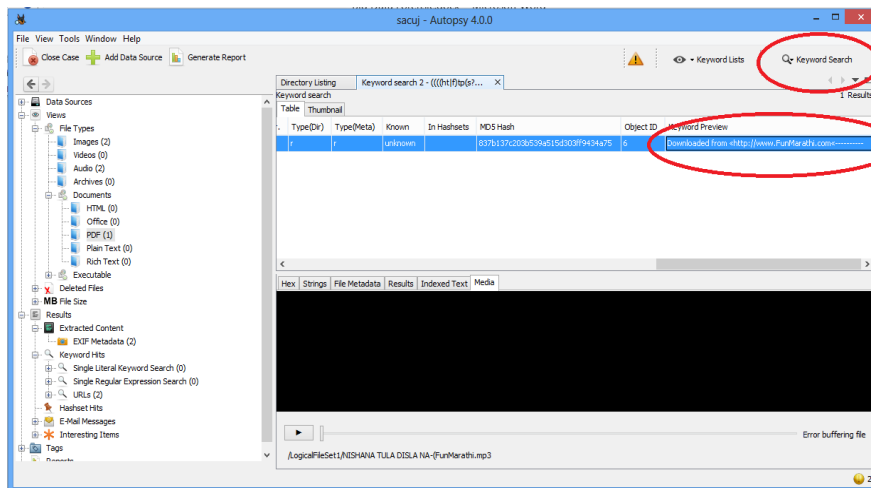 sacuj - Autopsy 4.0.0
File View Tools Window Help
Close Case Add Data Source Generate Report
Keyword Lists
Keyword Search
Directory Listing
Keyword search 2 - ((((ht|f)tp(s?... X
Keyword search
1 Results
Table Thumbnail
Type(Dir) Type(Meta) Known In Hashsets MD5 Hash Object ID Keyword Preview
r r unknown 837b137c203b539a515d303ff9434a75 6 Downloaded from <http://www.FunMarathi.com<----------
Data Sources
Views
File Types
Images (2)
Videos (0)
Audio (2)
Archives (0)
Documents
HTML (0)
Office (0)
PDF (1)
Plain Text (0)
Rich Text (0)
Executable
Deleted Files
MB File Size
Results
Extracted Content
EXIF Metadata (2)
Keyword Hits
Single Literal Keyword Search (0)
Single Regular Expression Search (0)
URLs (2)
Hashset Hits
E-Mail Messages
Interesting Items
Tags
Reports
Hex Strings File Metadata Results Indexed Text Media
Error buffering file
/LogicalFileSet1/NISHANA TULA DISLA NA-(FunMarathi.mp3
2